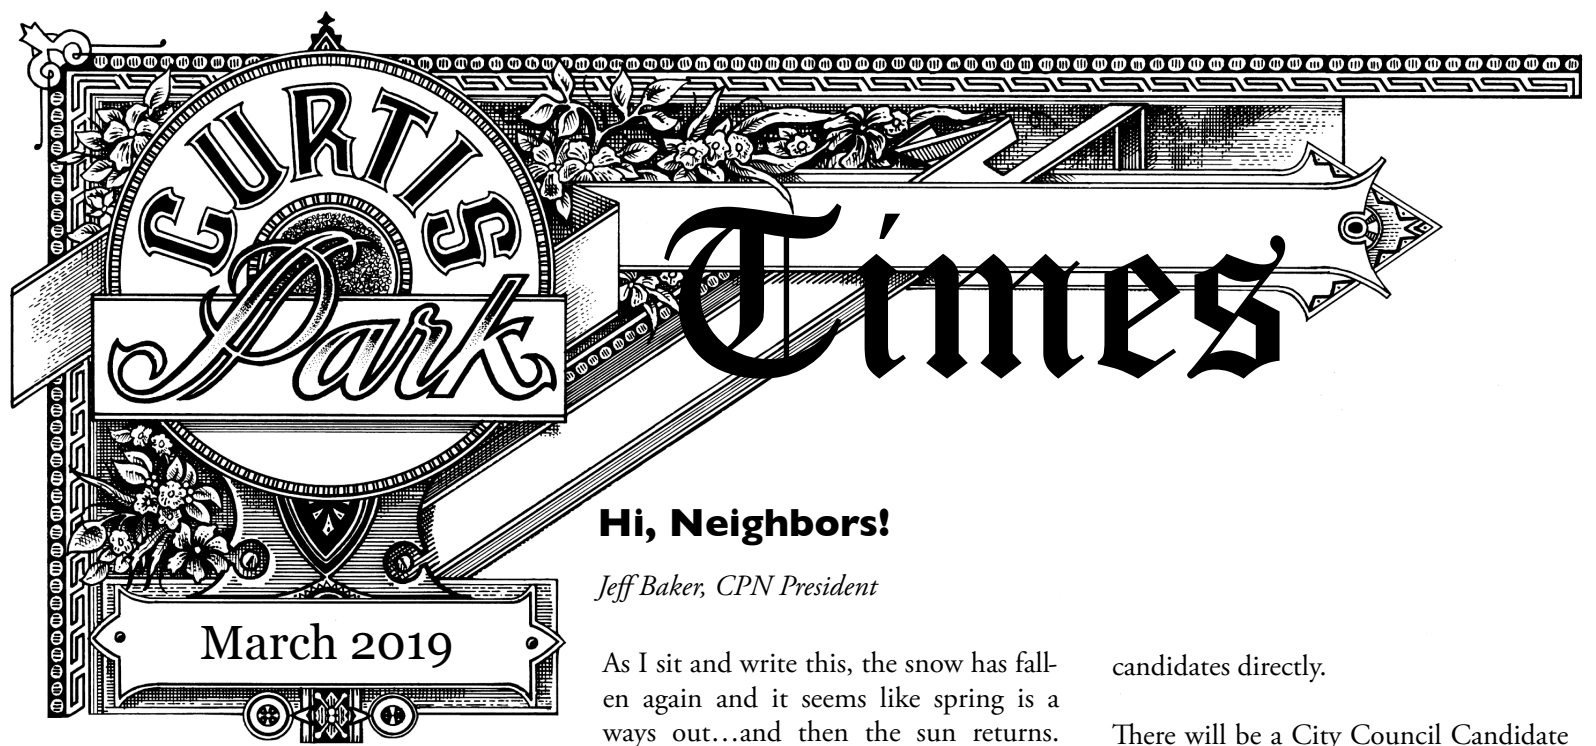 CURTIS
Park
Times
March 2019
Hi, Neighbors!
Jeff Baker, CPN President
As I sit and write this, the snow has fall-
en again and it seems like spring is a
ways out…and then the sun returns.
candidates directly.
There will be a City Council Candidate